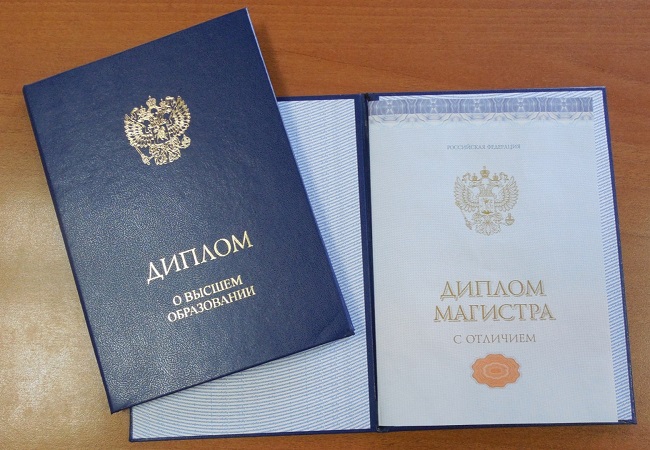 ДИПЛОМ
О ВЫСШЕМ
ОБРАЗОВАНИИ
РОССИЙСКАЯ ФЕДЕРАЦИЯ
ДИПЛОМ
МАГИСТРА
С ОТЛИЧИЕМ